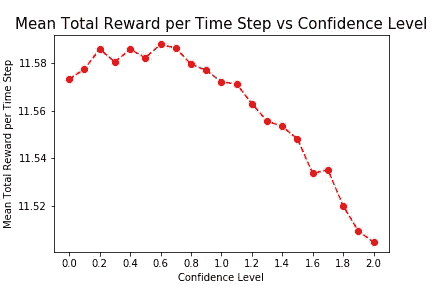 Mean Total Reward per Time Step vs Confidence Level
Mean Total Reward per Time Step
11.58
11.56
11.54
11.52
0.0 0.2 0.4 0.6 0.8 1.0 1.2 1.4 1.6 1.8 2.0
Confidence Level